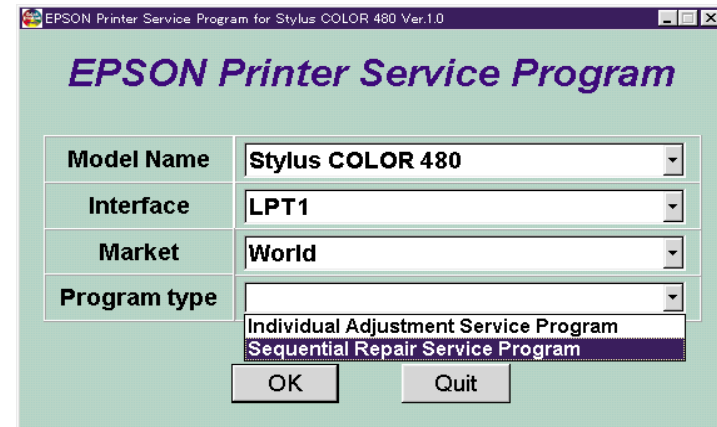 EPSON Printer Service Program for Stylus COLOR 480 Ver.1.0
EPSON Printer Service Program
Model Name Stylus COLOR 480
Interface LPT1
Market World
Program type
Individual Adjustment Service Program
Sequential Repair Service Program
OK Quit